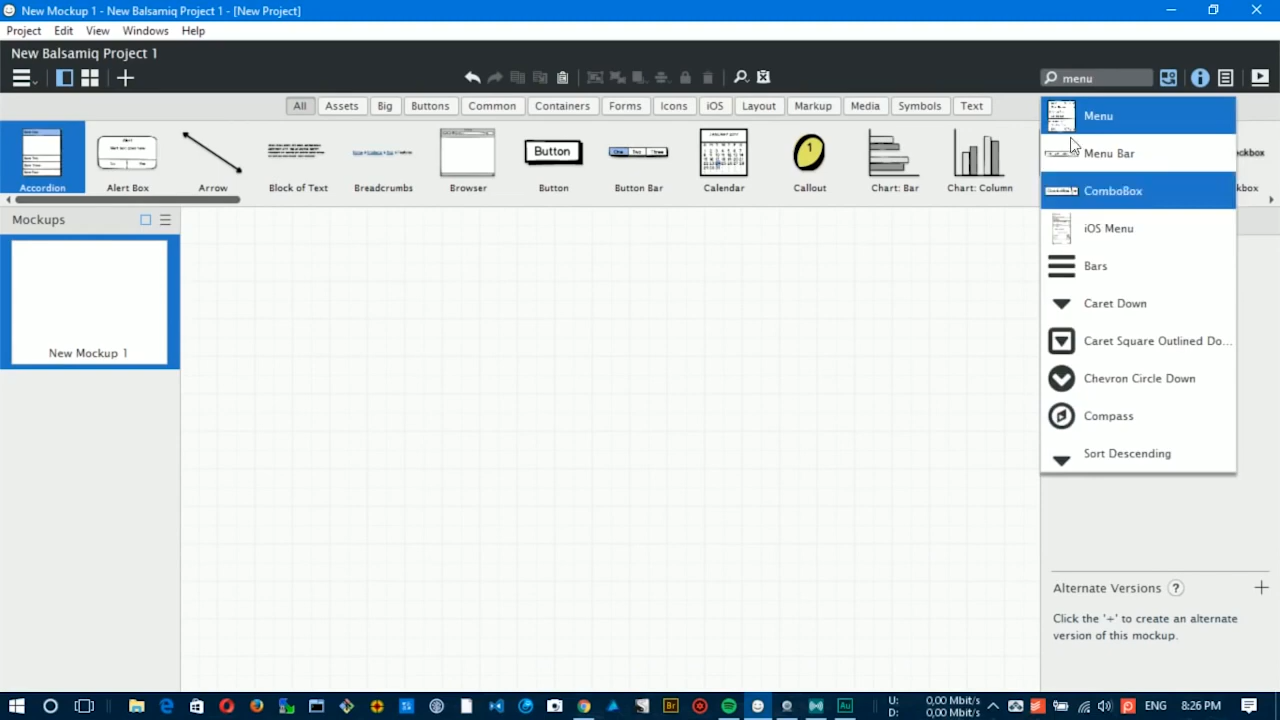 New Mockup 1 - New Balsamiq Project 1 - [New Project]
Project Edit View Windows Help
New Balsamiq Project 1
menu
All Assets Big Buttons Common Containers Forms Icons iOS Layout Markup Media Symbols Text
Button
1
Accordion Alert Box Arrow Block of Text Breadcrumbs Browser Button Button Bar Calendar Callout Chart: Bar Chart: Column
Menu
Menu Bar
ComboBox
iOS Menu
Bars
Caret Down
Caret Square Outlined Do...
Chevron Circle Down
Compass
Sort Descending
Mockups
New Mockup 1
Alternate Versions ?
Click the '+' to create an alternate
version of this mockup.
U: 0,00 Mbit/s
D: 0,00 Mbit/s
ENG 8:26 PM